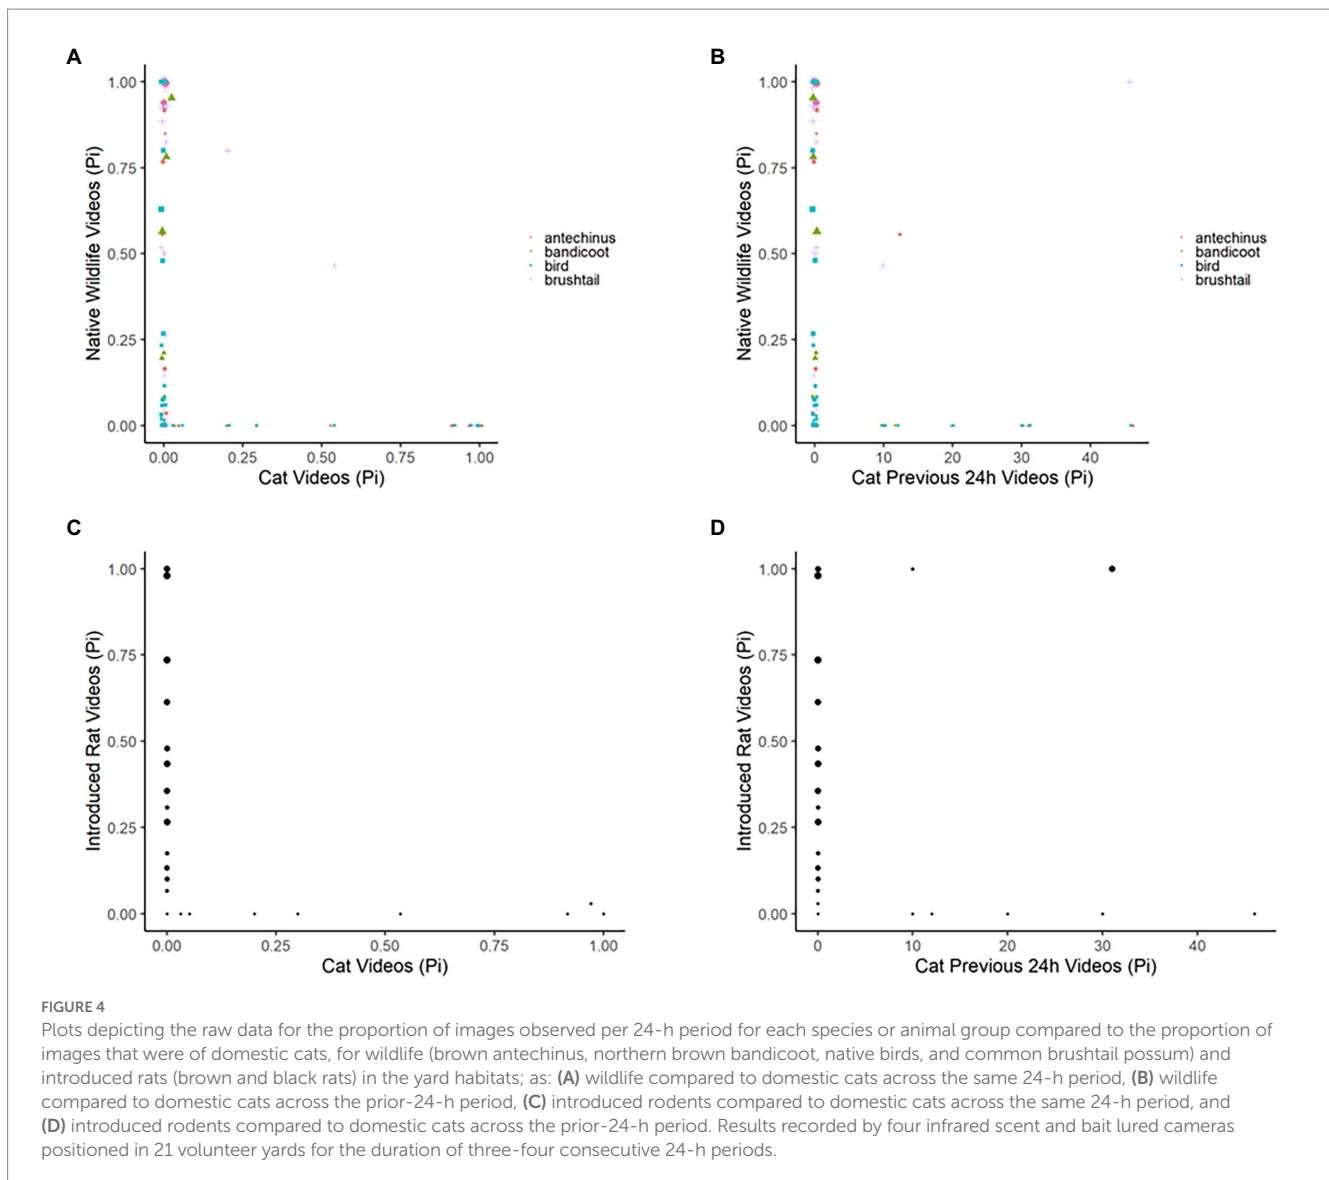 A
B
Native Wildlife Videos (Pi)
1.00
0.75
0.50
0.25
0.00
0.00 0.25 0.50 0.75 1.00
Cat Videos (Pi)
antechinus
bandicoot
bird
brushtail
Native Wildlife Videos (Pi)
1.00
0.75
0.50
0.25
0.00
0 10 20 30 40
Cat Previous 24h Videos (Pi)
antechinus
bandicoot
bird
brushtail
C
D
Introduced Rat Videos (Pi)
1.00
0.75
0.50
0.25
0.00
0.00 0.25 0.50 0.75 1.00
Cat Videos (Pi)
Introduced Rat Videos (Pi)
1.00
0.75
0.50
0.25
0.00
0 10 20 30 40
Cat Previous 24h Videos (Pi)
FIGURE 4
Plots depicting the raw data for the proportion of images observed per 24-h period for each species or animal group compared to the proportion of
images that were of domestic cats, for wildlife (brown antechinus, northern brown bandicoot, native birds, and common brushtail possum) and
introduced rats (brown and black rats) in the yard habitats; as: (A) wildlife compared to domestic cats across the same 24-h period, (B) wildlife
compared to domestic cats across the prior-24-h period, (C) introduced rodents compared to domestic cats across the same 24-h period, and
(D) introduced rodents compared to domestic cats across the prior-24-h period. Results recorded by four infrared scent and bait lured cameras
positioned in 21 volunteer yards for the duration of three-four consecutive 24-h periods.